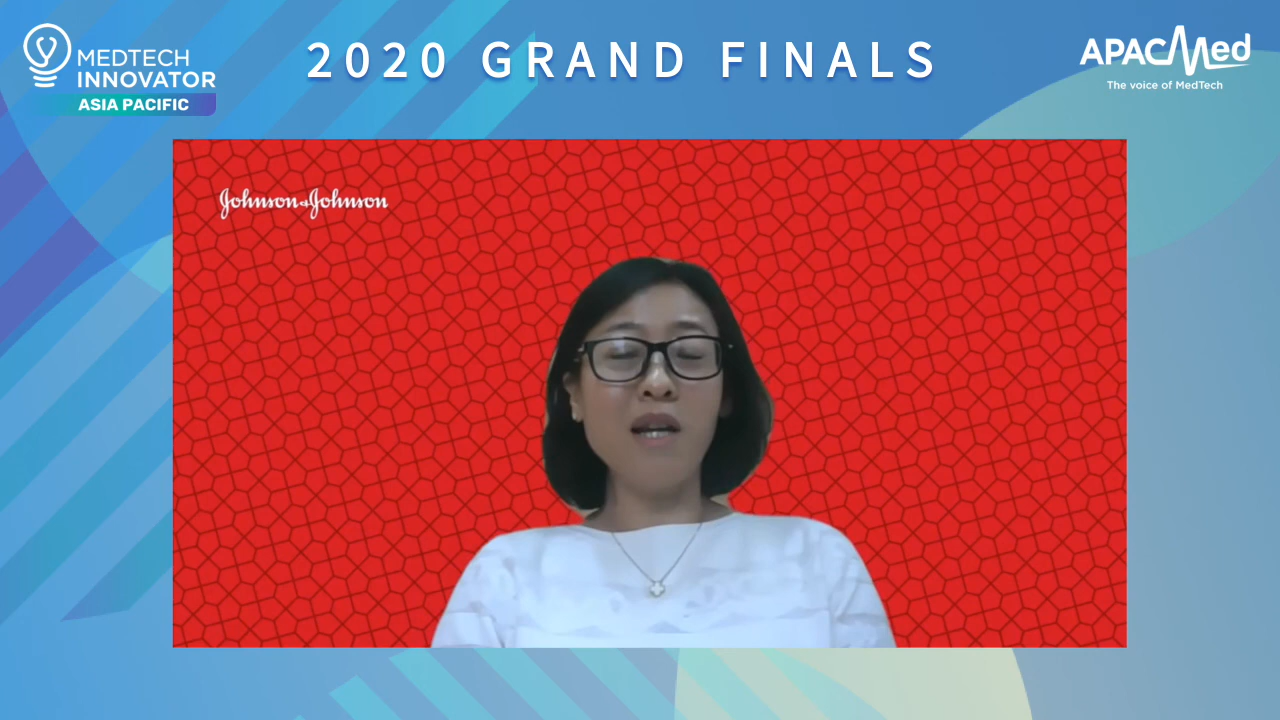 MEDTECH
INNOVATOR
ASIA PACIFIC
2020 GRAND FINALS
APACMed
The voice of MedTech
Johnson&Johnson